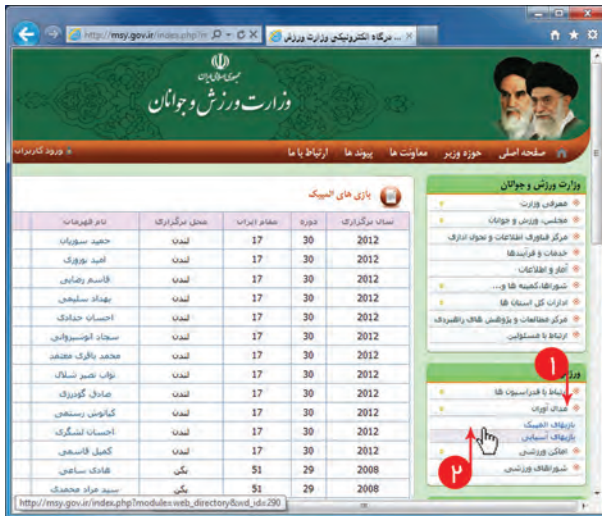 http://msy.gov.ir/index.php?m
درگاه الکترونیکی وزارت ورزش ...
جمهوری اسلامی ایران
وزارت ورزش و جوانان
صفحه اصلی حوزه وزیر معاونت ها پیوند ها ارتباط با ما
ورود کاربران
وزارت ورزش و جوانان
معرفی وزارت
مجلس، ورزش و جوانان
مرکز فناوری اطلاعات و تحول اداری
خدمات و فرآیندها
آمار و اطلاعات
شوراها،کمیته ها و...
ادارات کل استان ها
مرکز مطالعات و پژوهش های راهبردی
ارتباط با مسئولین
ورزش
ارتباط با فدراسیون ها
مدال آوران
بازیهای المپیک
بازیهای آسیایی
اماکن ورزشی
شوراهای ورزشی
۱
۲
بازی های المپیک
سال برگزاری دوره مقام ایران محل برگزاری نام قهرمان
2012 30 17 لندن حمید سوریان
2012 30 17 لندن امید نوروزی
2012 30 17 لندن قاسم رضایی
2012 30 17 لندن بهداد سلیمی
2012 30 17 لندن احسان حدادی
2012 30 17 لندن سجاد انوشیروانی
2012 30 17 لندن محمد باقری معتمد
2012 30 17 لندن نواب نصیر شلال
2012 30 17 لندن صادق گودرزی
2012 30 17 لندن کیانوش رستمی
2012 30 17 لندن احسان لشگری
2012 30 17 لندن کمیل قاسمی
2008 29 51 پکن هادی ساعی
2008 29 51 پکن سید مراد محمدی
http://msy.gov.ir/index.php?module=web_directory&wd_id=290